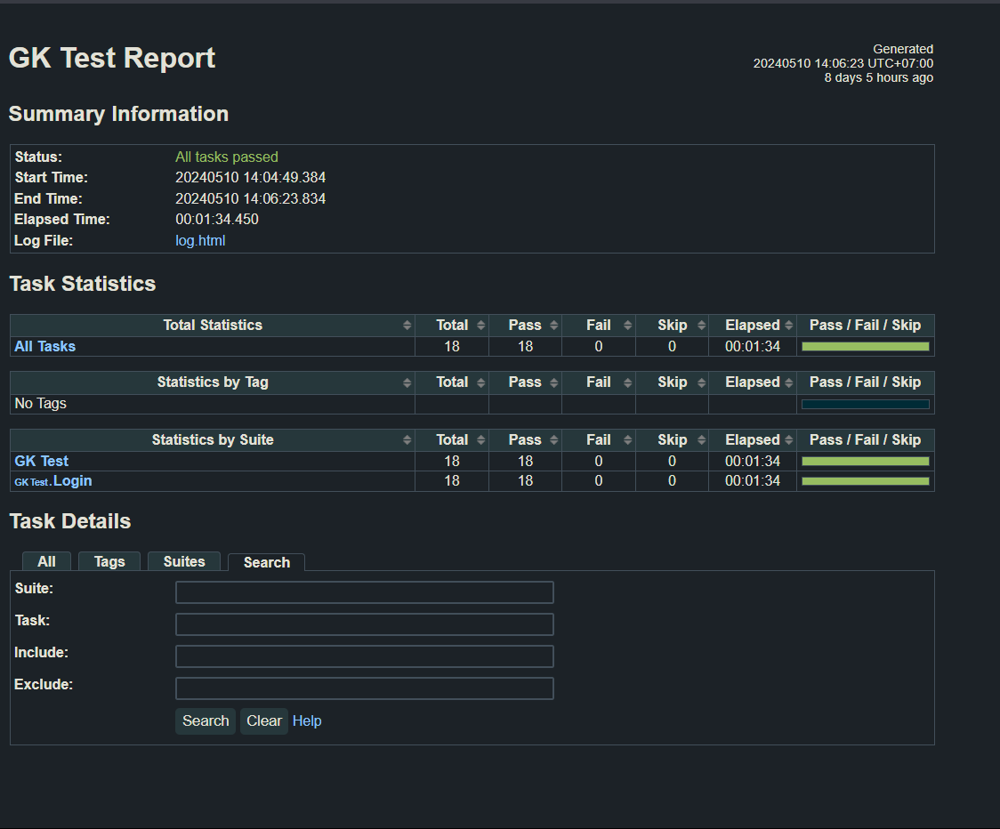 GK Test Report
Generated
20240510 14:06:23 UTC+07:00
8 days 5 hours ago
Summary Information
Status: All tasks passed
Start Time: 20240510 14:04:49.384
End Time: 20240510 14:06:23.834
Elapsed Time: 00:01:34.450
Log File: log.html
Task Statistics
Total Statistics Total Pass Fail Skip Elapsed Pass / Fail / Skip
All Tasks 18 18 0 0 00:01:34
Statistics by Tag Total Pass Fail Skip Elapsed Pass / Fail / Skip
No Tags
Statistics by Suite Total Pass Fail Skip Elapsed Pass / Fail / Skip
GK Test 18 18 0 0 00:01:34
GK Test.Login 18 18 0 0 00:01:34
Task Details
All Tags Suites Search
Suite:
Task:
Include:
Exclude:
Search Clear Help